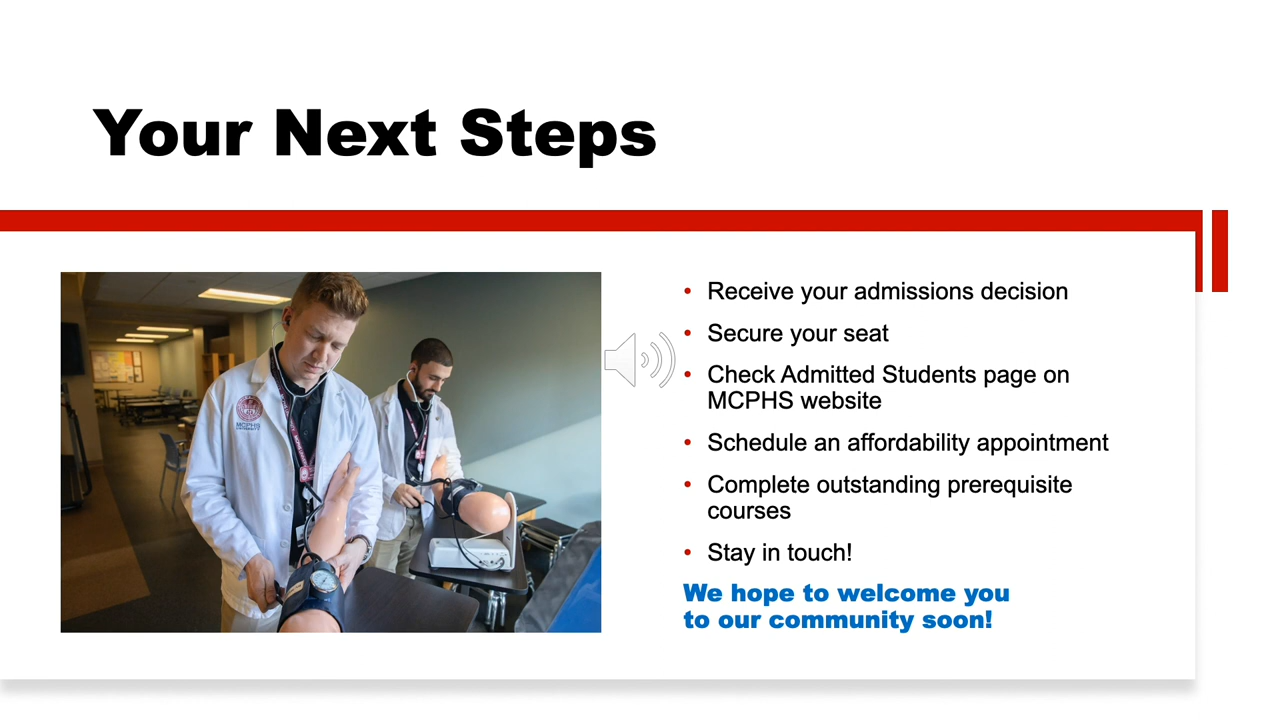 Your Next Steps
• Receive your admissions decision
• Secure your seat
• Check Admitted Students page on
MCPHS website
• Schedule an affordability appointment
• Complete outstanding prerequisite
courses
• Stay in touch!
We hope to welcome you
to our community soon!
MCPHS
UNIVERSITY